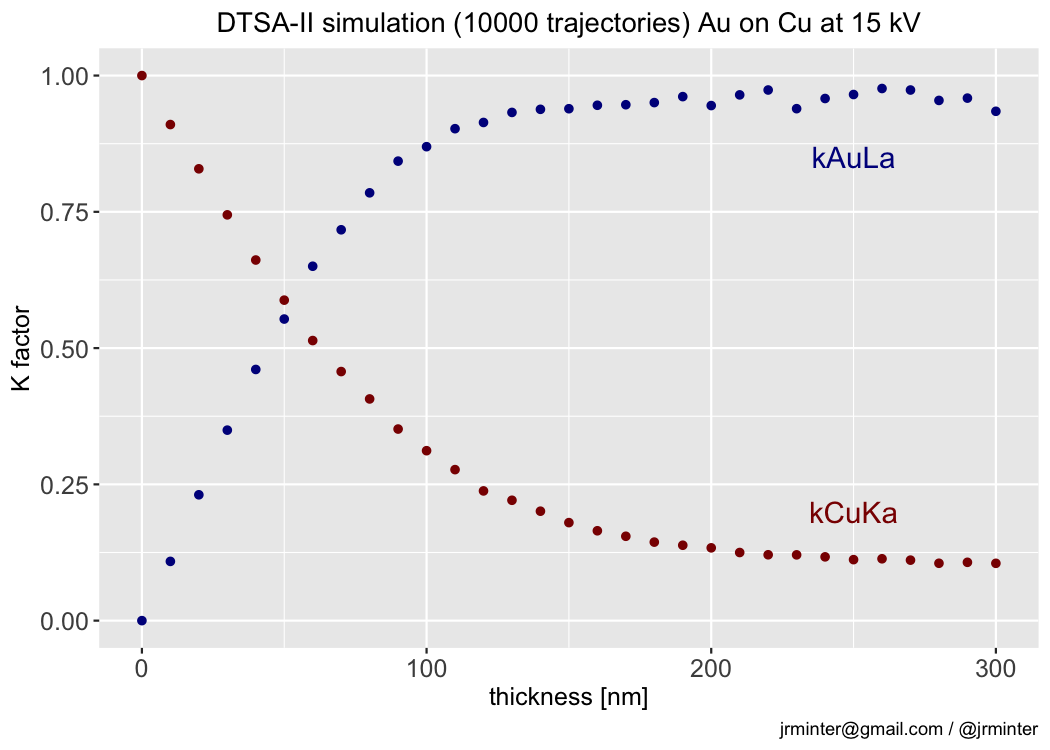 DTSA-II simulation (10000 trajectories) Au on Cu at 15 kV
1.00
kAuLa
0.75
K factor
0.50
0.25
kCuKa
0.00
0 100 200 300
thickness [nm]
jrminter@gmail.com / @jrminter